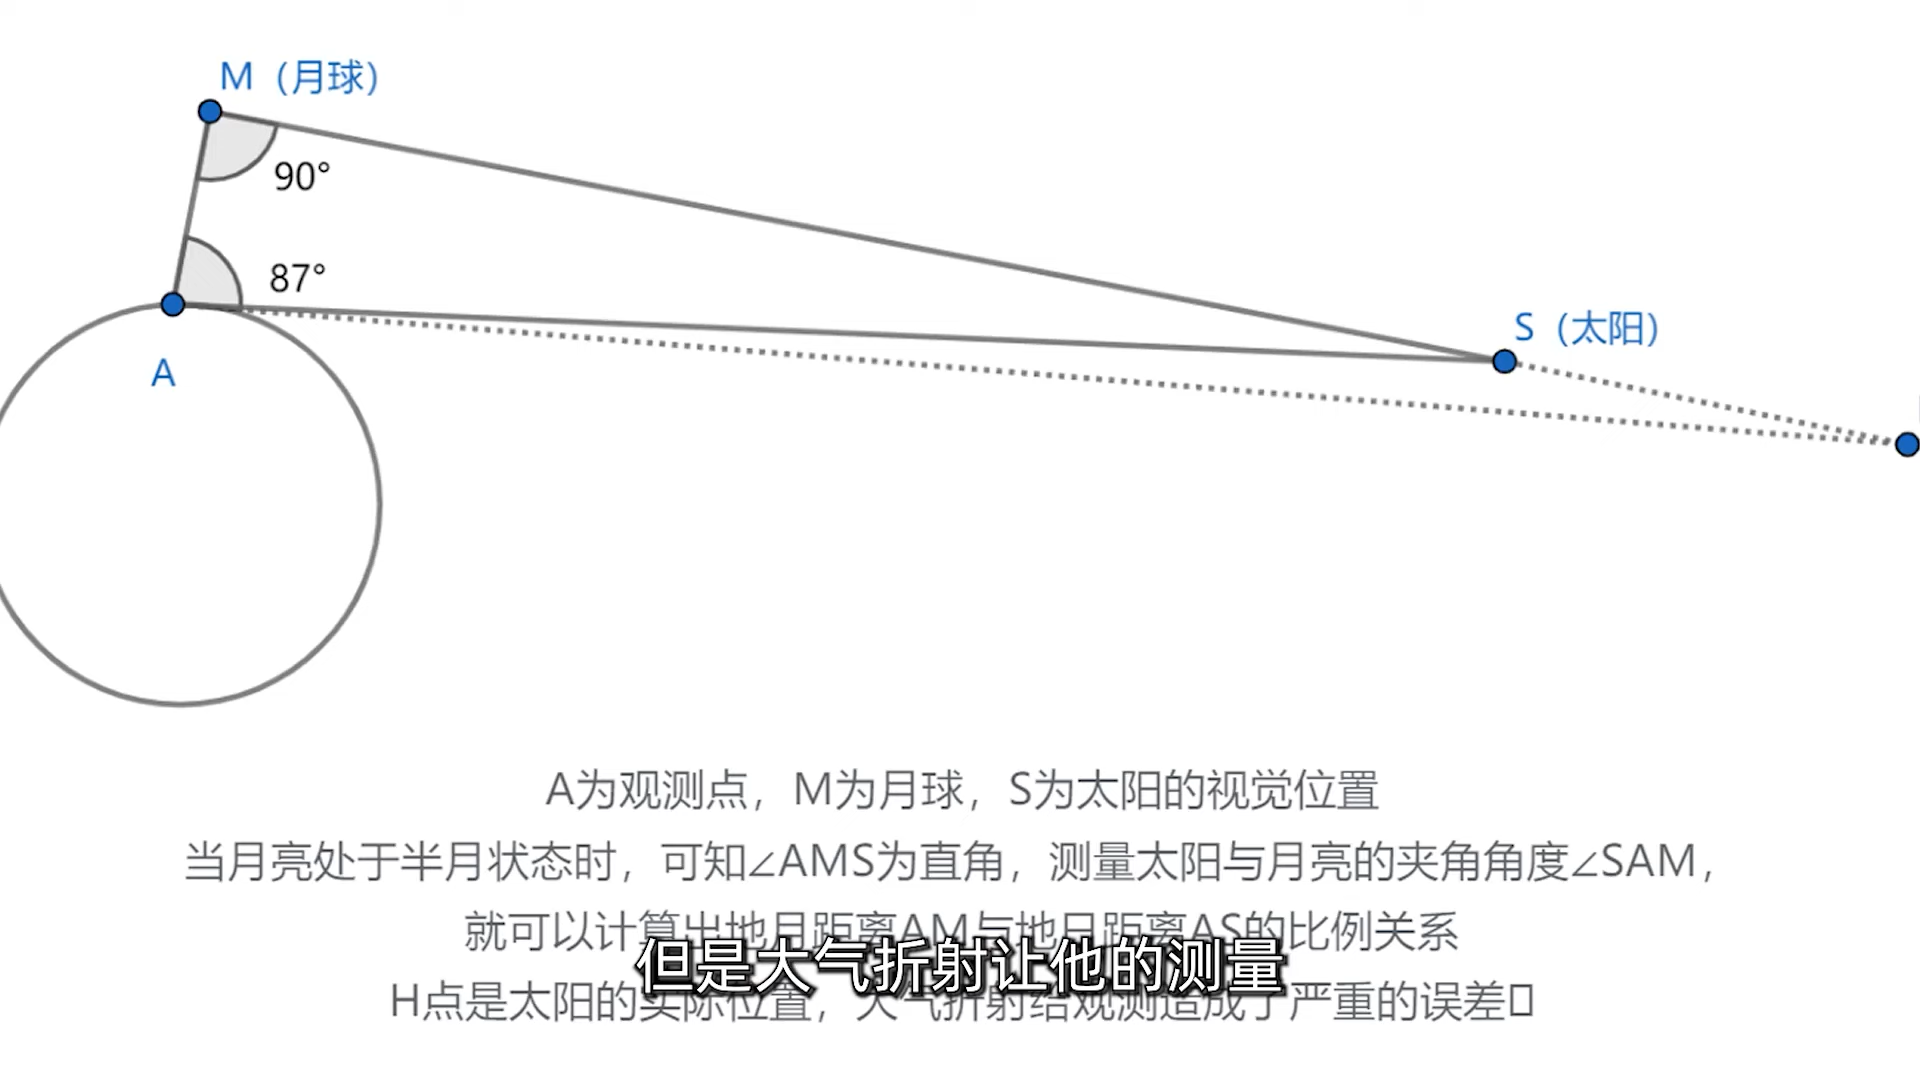 M（月球）
90°
87°
S（太阳）
A
A为观测点，M为月球，S为太阳的视觉位置
当月亮处于半月状态时，可知∠AMS为直角，测量太阳与月亮的夹角角度∠SAM，
就可以计算出地月距离AM与地日距离AS的比例关系
但是大气折射让他的测量
H点是太阳的实际位置，大气折射给观测造成了严重的误差